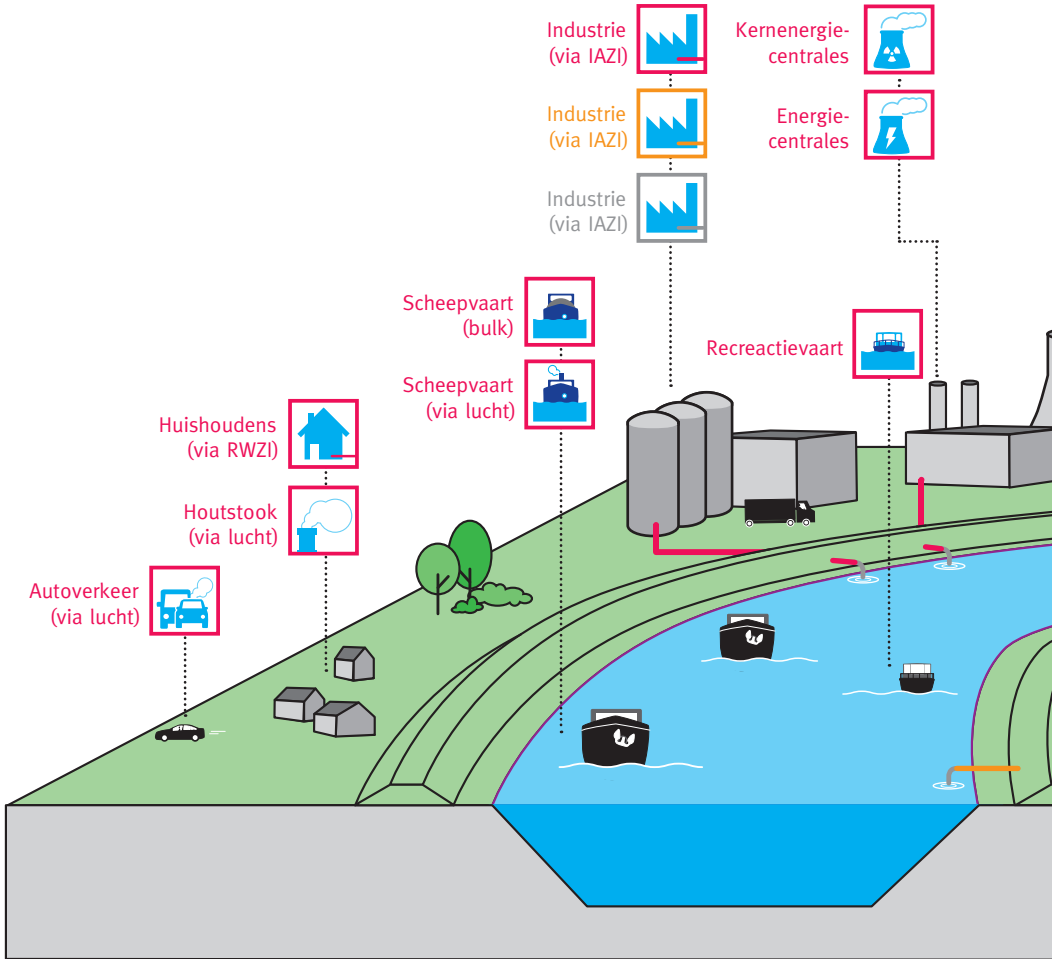 Industrie
(via IAZI)
Kernenergie-
centrales
Industrie
(via IAZI)
Energie-
centrales
Industrie
(via IAZI)
Scheepvaart
(bulk)
Recreactievaart
Scheepvaart
(via lucht)
Huishoudens
(via RWZI)
Houtstook
(via lucht)
Autoverkeer
(via lucht)